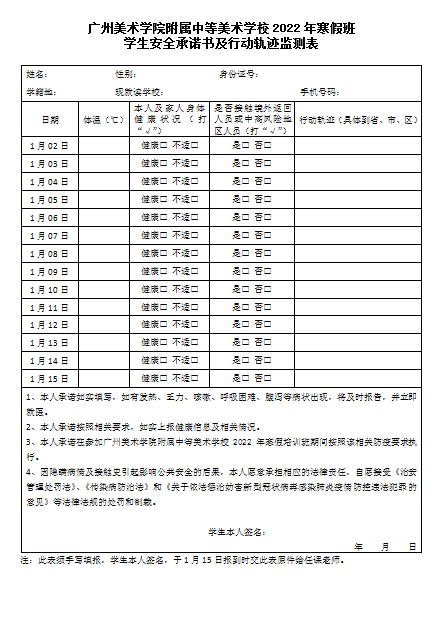 广州美术学院附属中等美术学校 2022 年寒假班
学生安全承诺书及行动轨迹监测表
姓名： 性别： 身份证号：
学籍地： 现就读学校： 手机号码：
日期 体温（℃） 本人及家人身体健康状况（打“√”） 是否接触境外返回人员或中高风险地区人员（打“√”） 行动轨迹（具体到省、市、区）
1 月 02 日 健康□ 不适□ 是□ 否□
1 月 03 日 健康□ 不适□ 是□ 否□
1 月 04 日 健康□ 不适□ 是□ 否□
1 月 05 日 健康□ 不适□ 是□ 否□
1 月 06 日 健康□ 不适□ 是□ 否□
1 月 07 日 健康□ 不适□ 是□ 否□
1 月 08 日 健康□ 不适□ 是□ 否□
1 月 09 日 健康□ 不适□ 是□ 否□
1 月 10 日 健康□ 不适□ 是□ 否□
1 月 11 日 健康□ 不适□ 是□ 否□
1 月 12 日 健康□ 不适□ 是□ 否□
1 月 13 日 健康□ 不适□ 是□ 否□
1 月 14 日 健康□ 不适□ 是□ 否□
1 月 15 日 健康□ 不适□ 是□ 否□
1、本人承诺如实填写，如有发热、乏力、咳嗽、呼吸困难、腹泻等病状出现，将及时报告，并立即
就医。
2、本人承诺按照相关要求，如实上报健康信息及相关情况。
3、本人承诺在参加广州美术学院附属中等美术学校 2022 年寒假培训班期间按照该相关防疫要求执
行。
4、因隐瞒病情及接触史引起影响公共安全的后果，本人愿意承担相应的法律责任，自愿接受《治安
管理处罚法》、《传染病防治法》和《关于依法惩治妨害新型冠状病毒感染肺炎疫情防控违法犯罪的
意见》等法律法规的处罚和制裁。
学生本人签名：
年 月 日
注：此表须手写填报，学生本人签名，于 1 月 15 日报到时交此表原件给任课老师。